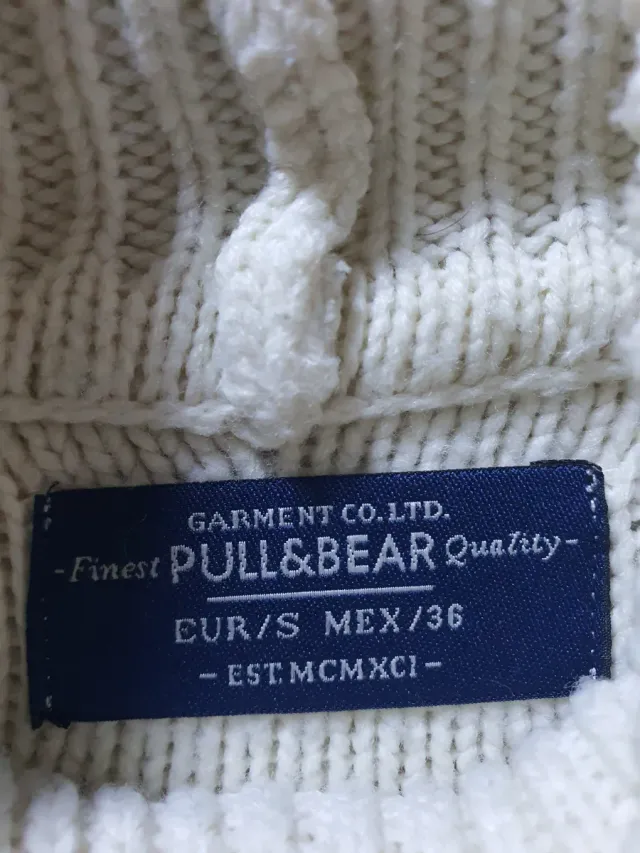 GARMENT CO.LTD.
-Finest PULL&BEAR Quality-
EUR/S MEX/36
- EST.MCMXCI -